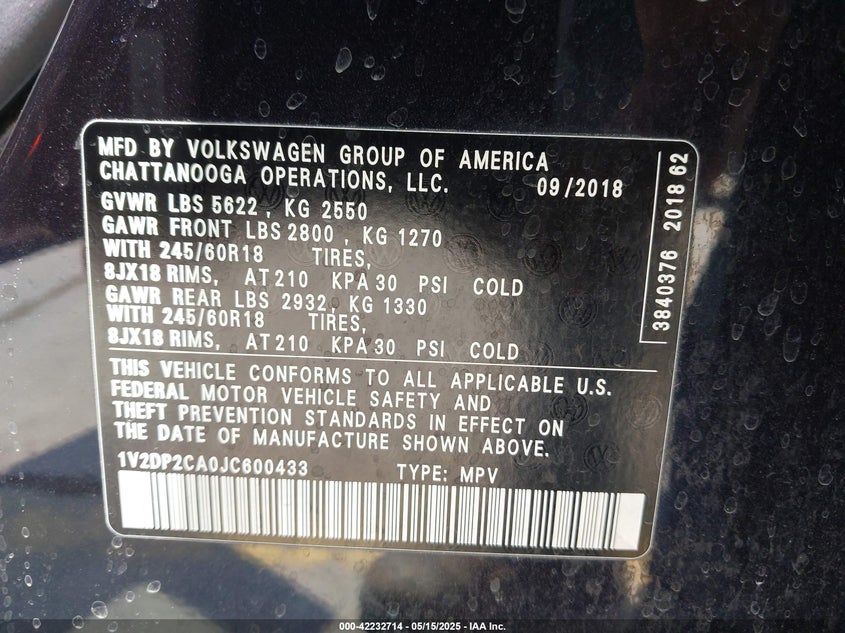 MFD BY VOLKSWAGEN GROUP OF AMERICA
CHATTANOOGA OPERATIONS, LLC. 09/2018
GVWR LBS 5622, KG 2550
GAWR FRONT LBS 2800, KG 1270
WITH 245/60R18 TIRES,
8JX18 RIMS, AT 210 KPA 30 PSI COLD
GAWR REAR LBS 2932, KG 1330
WITH 245/60R18 TIRES,
8JX18 RIMS, AT 210 KPA 30 PSI COLD
THIS VEHICLE CONFORMS TO ALL APPLICABLE U.S.
FEDERAL MOTOR VEHICLE SAFETY AND
THEFT PREVENTION STANDARDS IN EFFECT ON
THE DATE OF MANUFACTURE SHOWN ABOVE.
1V2DP2CA0JC600433 TYPE: MPV
3840376 2018 62
000-42232714 - 05/15/2025 - IAA Inc.